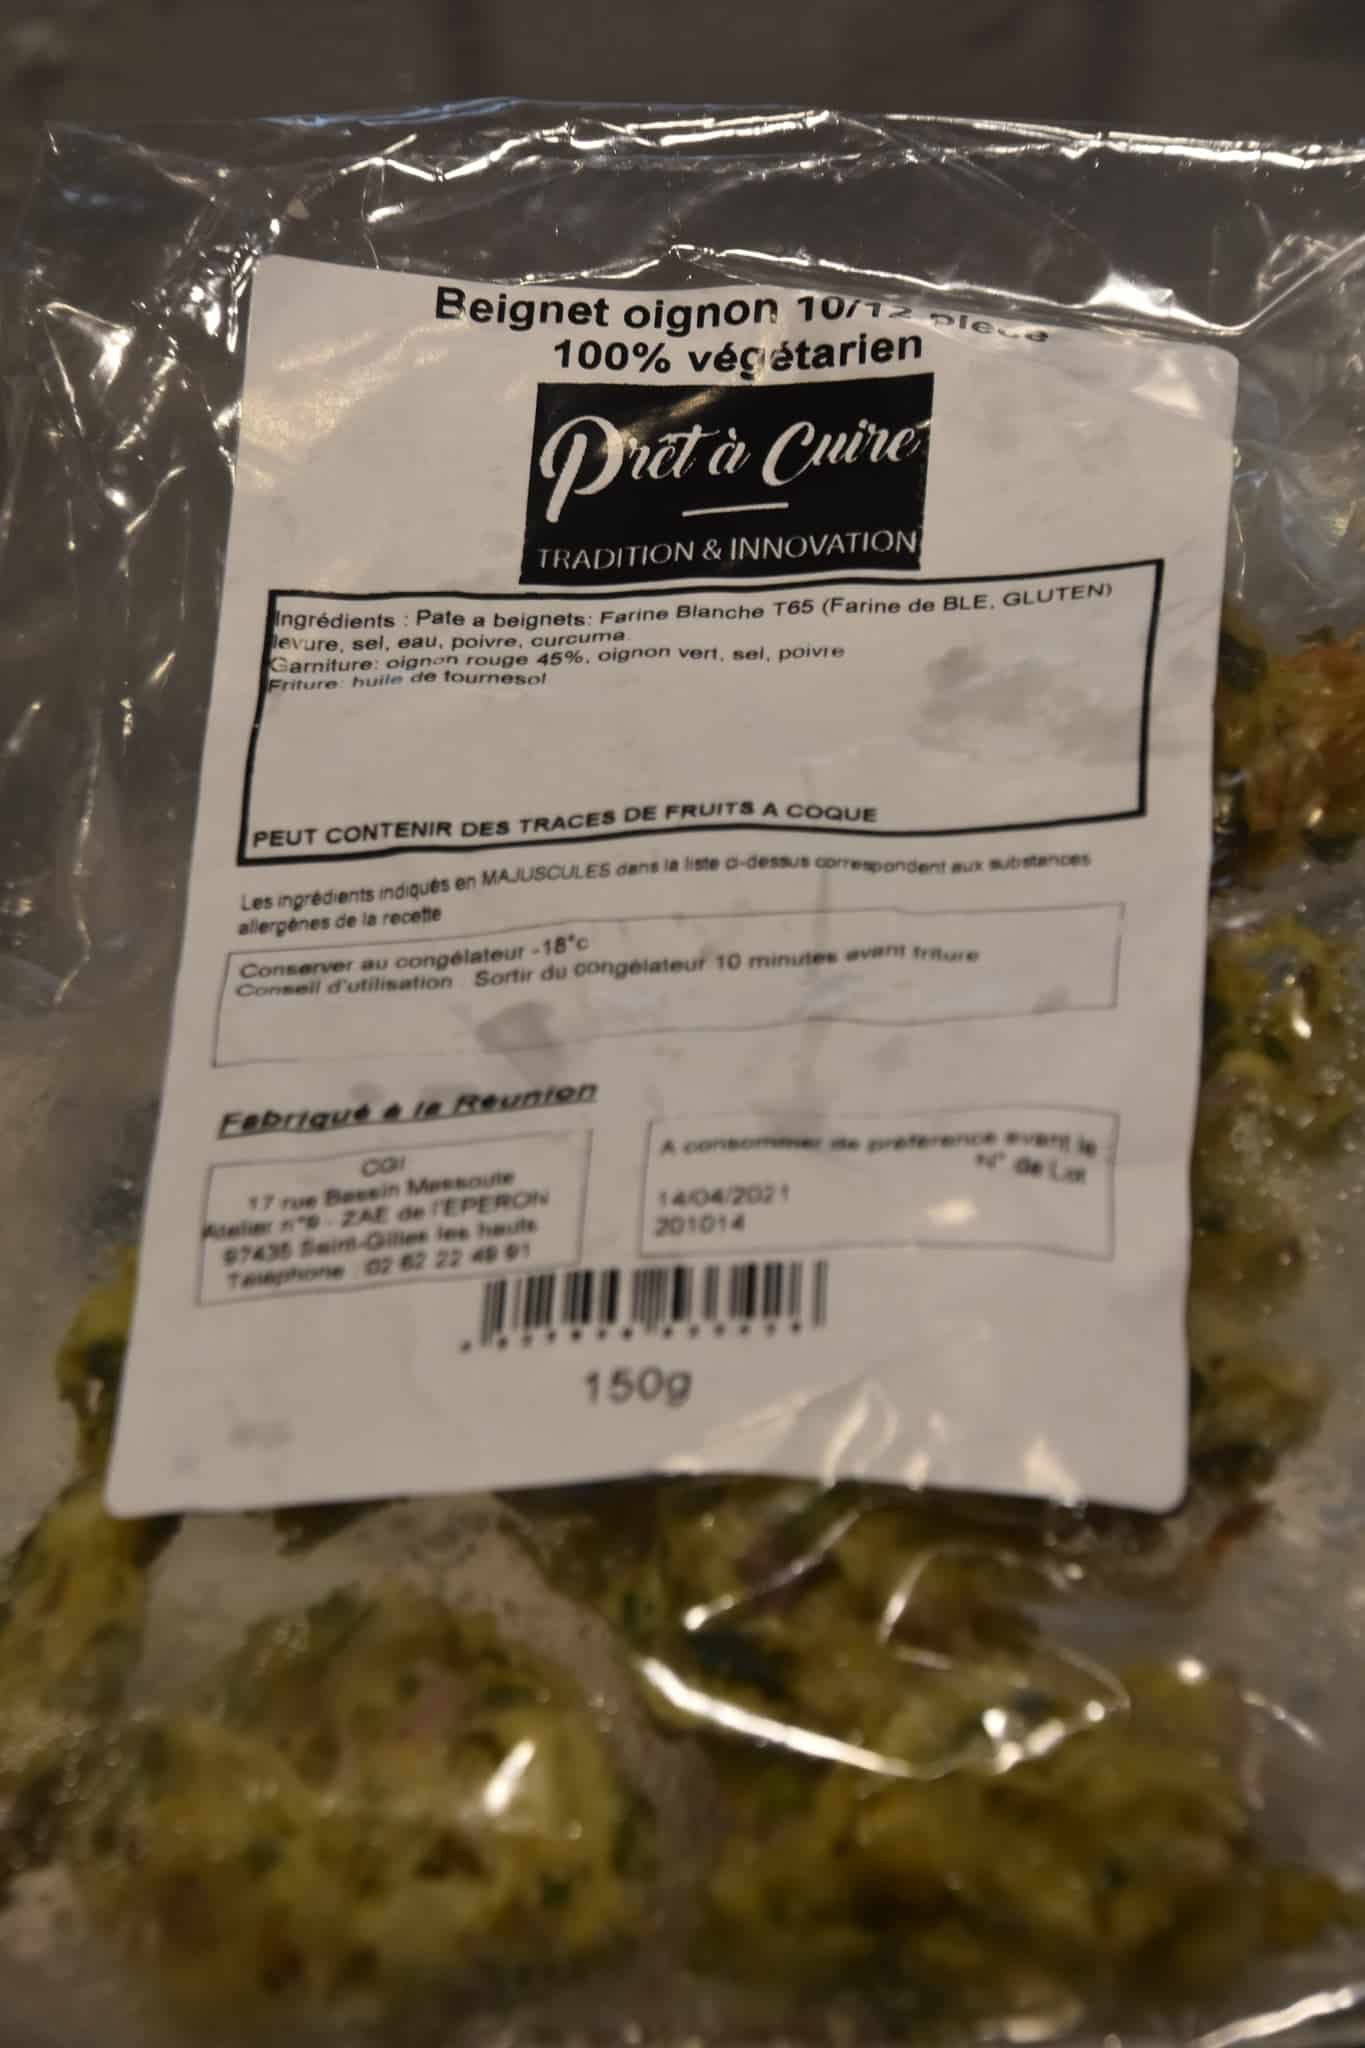 Beignet oignon 10/12 pièce
100% végétarien
Prêt à Cuire
TRADITION & INNOVATION
Ingrédients : Pate a beignets: Farine Blanche T65 (Farine de BLE, GLUTEN)
levure, sel, eau, poivre, curcuma.
Garniture: oignon rouge 45%, oignon vert, sel, poivre
Friture: huile de tournesol
PEUT CONTENIR DES TRACES DE FRUITS A COQUE
Les ingrédients indiqués en MAJUSCULES dans la liste ci-dessus correspondent aux substances
allergènes de la recette
Conserver au congélateur -18°c
Conseil d'utilisation Sortir du congélateur 10 minutes avant friture
Fabriqué à la Réunion
CGI
17 rue Bassin Messoute
Atelier n°9 - ZAE de l'EPERON
97435 Saint-Gilles les hauts
Téléphone : 02 62 22 49 91
A consommer de préférence avant le
N° de Lot
14/04/2021
201014
150g